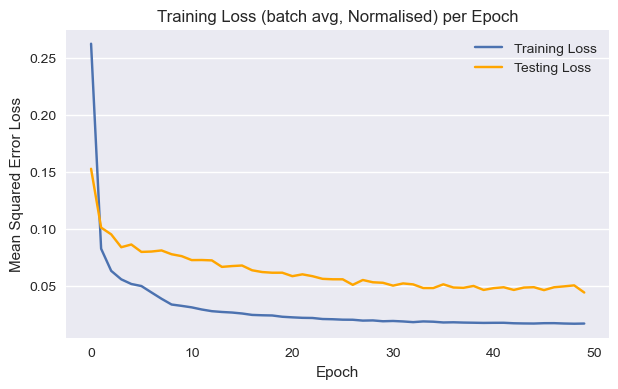 Training Loss (batch avg, Normalised) per Epoch
Training Loss
Testing Loss
Mean Squared Error Loss
0.25
0.20
0.15
0.10
0.05
0 10 20 30 40 50
Epoch